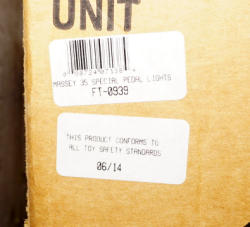 UNIT
MASSEY 35 SPECIAL PEDAL LIGHTS
FT-0939
THIS PRODUCT CONFORMS TO
ALL TOY SAFETY STANDARDS
06/14